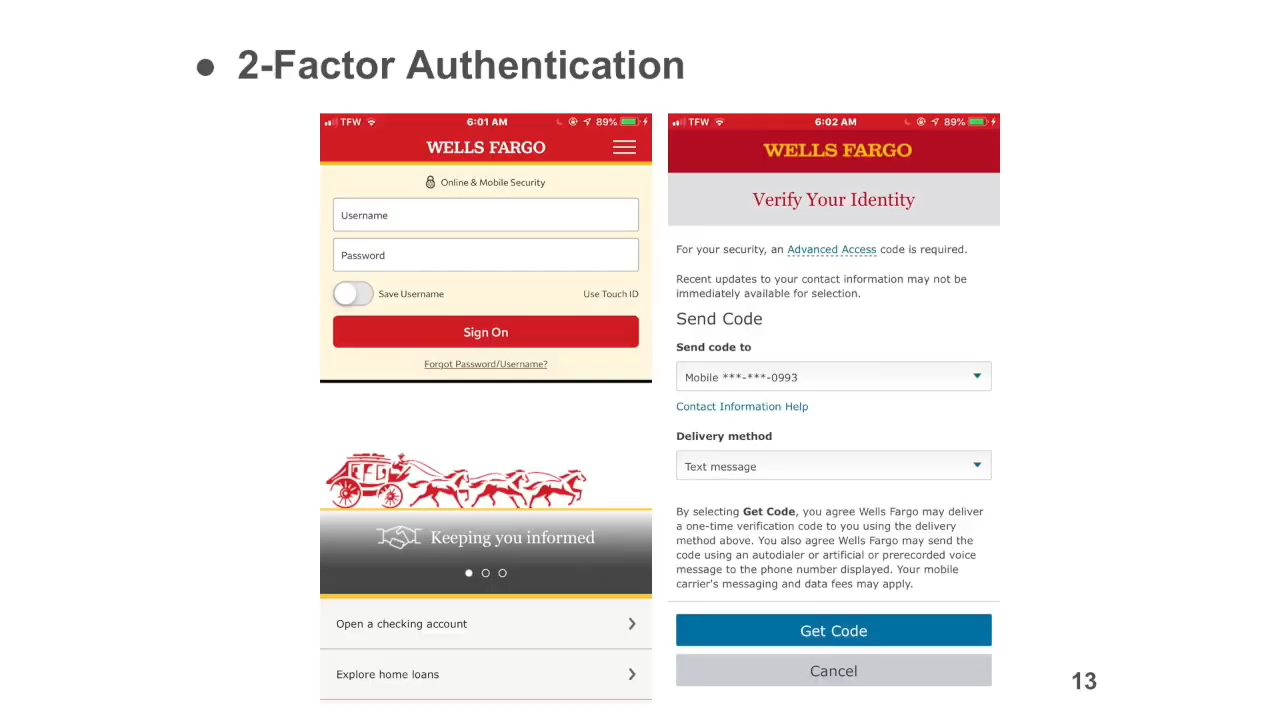 ● 2-Factor Authentication
TFW 6:01 AM 89%
WELLS FARGO
Online & Mobile Security
Username
Password
Save Username Use Touch ID
Sign On
Forgot Password/Username?
Keeping you informed
Open a checking account
Explore home loans
TFW 6:02 AM 89%
WELLS FARGO
Verify Your Identity
For your security, an Advanced Access code is required.
Recent updates to your contact information may not be
immediately available for selection.
Send Code
Send code to
Mobile ***-***-0993
Contact Information Help
Delivery method
Text message
By selecting Get Code, you agree Wells Fargo may deliver
a one-time verification code to you using the delivery
method above. You also agree Wells Fargo may send the
code using an autodialer or artificial or prerecorded voice
message to the phone number displayed. Your mobile
carrier's messaging and data fees may apply.
Get Code
Cancel
13